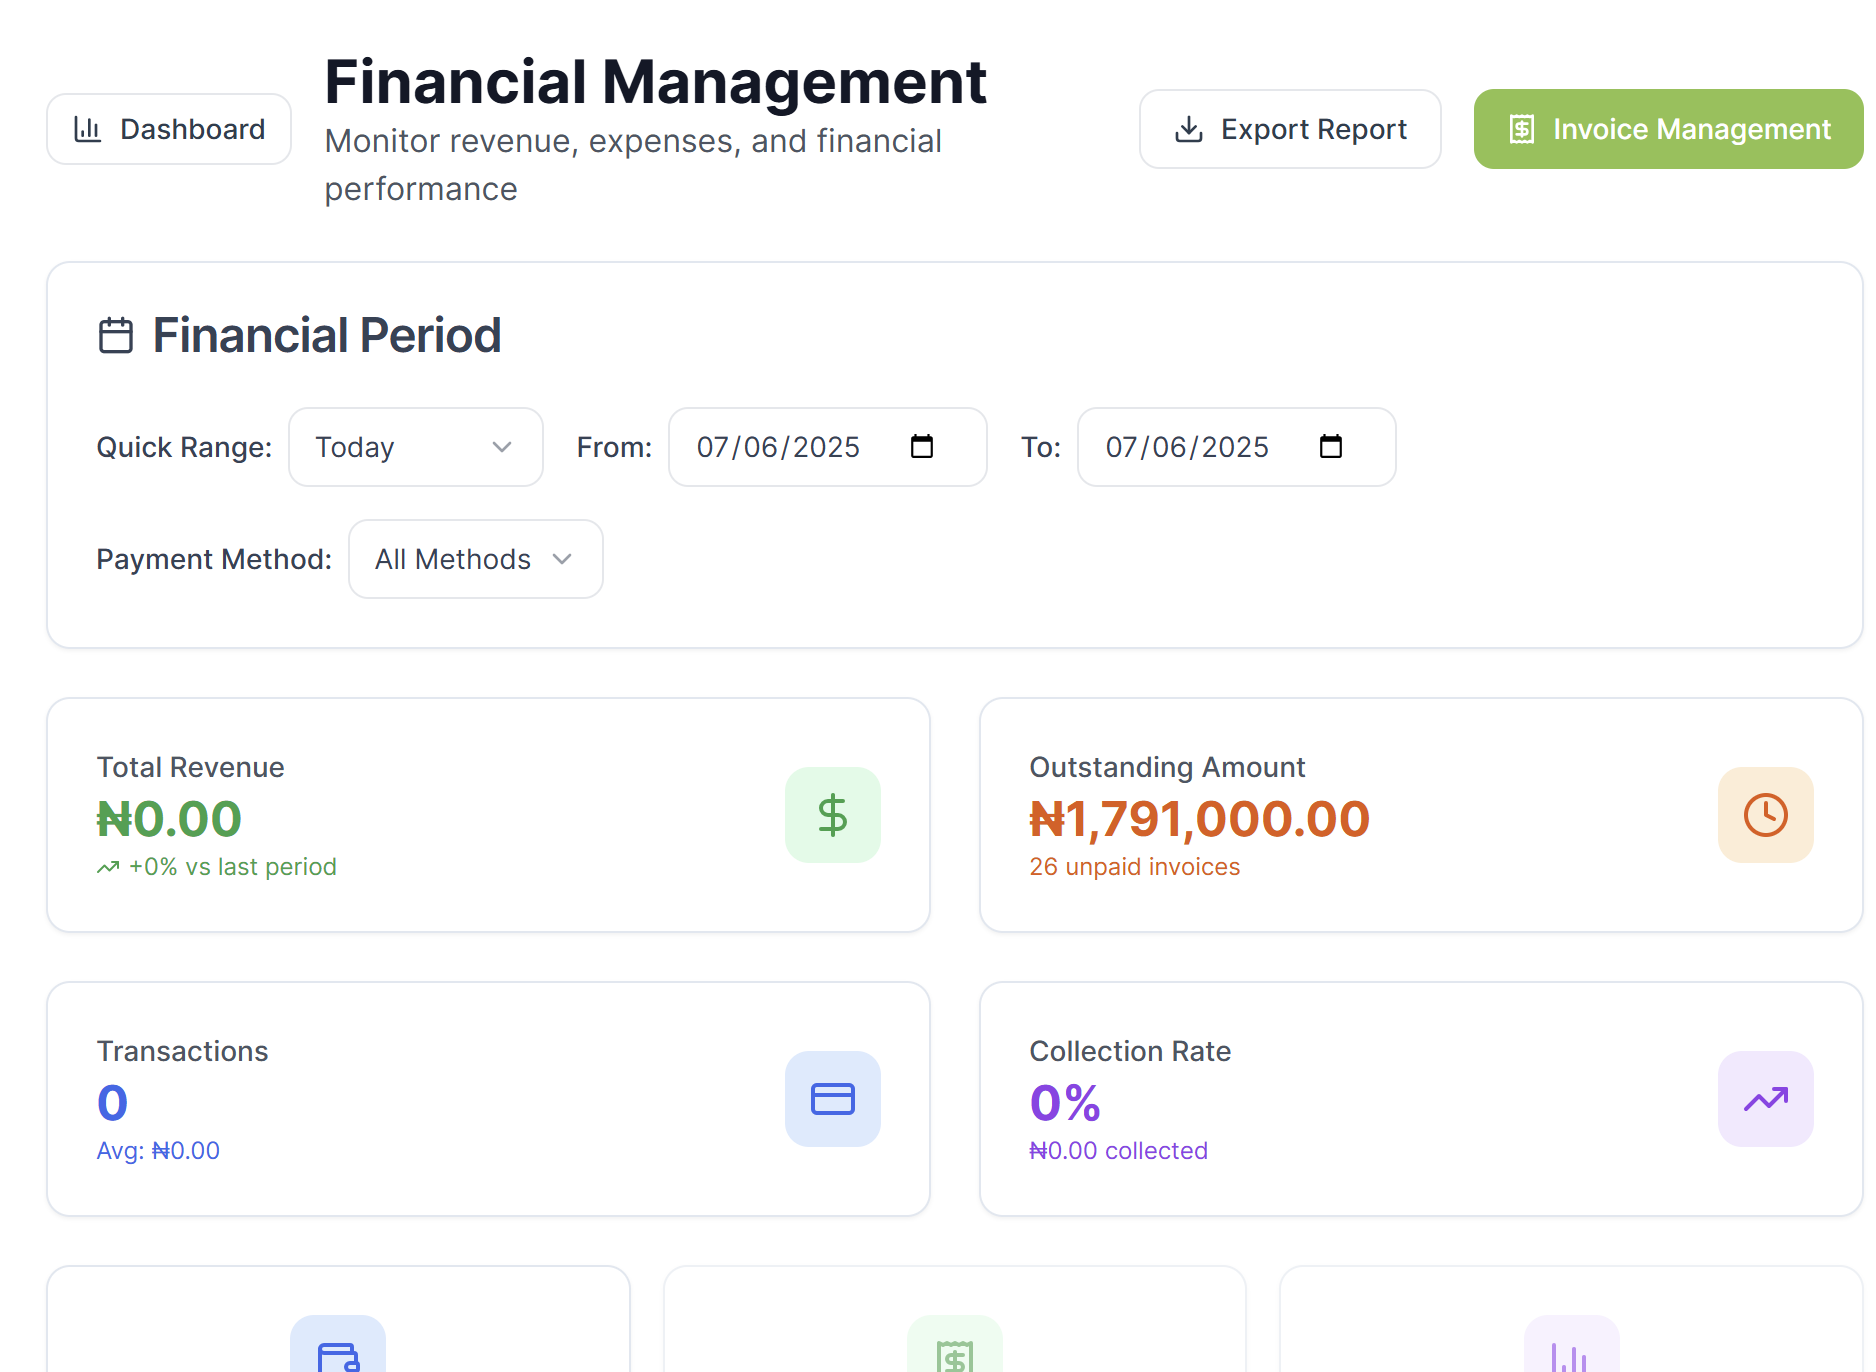 Dashboard
Financial Management
Monitor revenue, expenses, and financial
performance
Export Report
Invoice Management
Financial Period
Quick Range: Today From: 07/06/2025 To: 07/06/2025
Payment Method: All Methods
Total Revenue
₦0.00
+0% vs last period
Outstanding Amount
₦1,791,000.00
26 unpaid invoices
Transactions
0
Avg: ₦0.00
Collection Rate
0%
₦0.00 collected